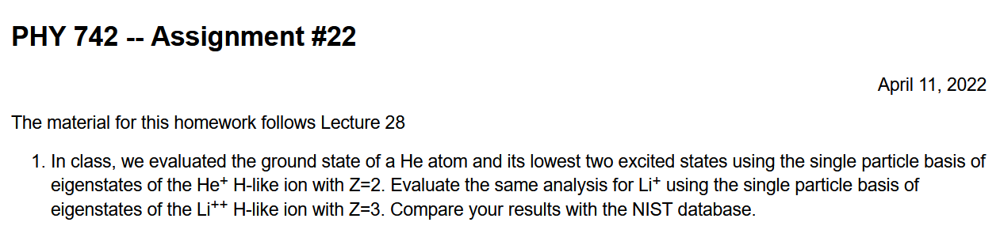 PHY 742 -- Assignment #22
April 11, 2022
The material for this homework follows Lecture 28
1. In class, we evaluated the ground state of a He atom and its lowest two excited states using the single particle basis of
eigenstates of the He⁺ H-like ion with Z=2. Evaluate the same analysis for Li⁺ using the single particle basis of
eigenstates of the Li⁺⁺ H-like ion with Z=3. Compare your results with the NIST database.